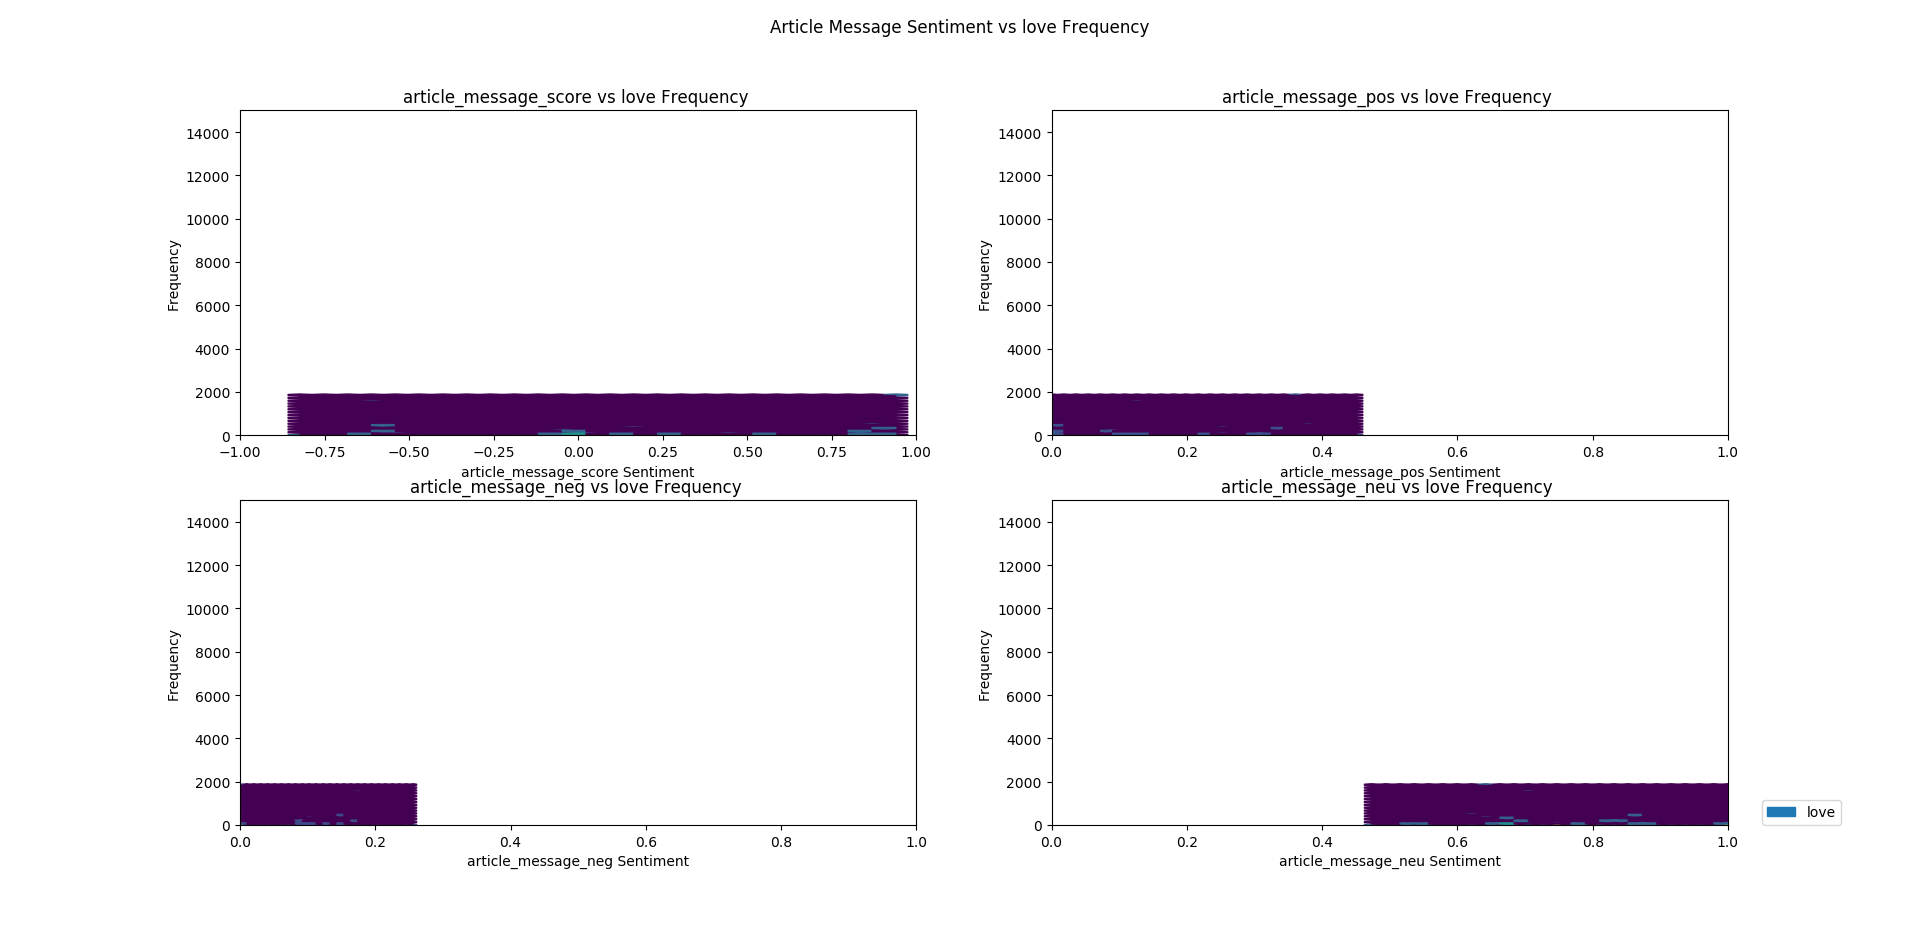 Article Message Sentiment vs love Frequency
article_message_score vs love Frequency
14000
12000
10000
8000
6000
4000
2000
0
Frequency
−1.00 −0.75 −0.50 −0.25 0.00 0.25 0.50 0.75 1.00
article_message_score Sentiment
article_message_pos vs love Frequency
14000
12000
10000
8000
6000
4000
2000
0
Frequency
0.0 0.2 0.4 0.6 0.8 1.0
article_message_pos Sentiment
article_message_neg vs love Frequency
14000
12000
10000
8000
6000
4000
2000
0
Frequency
0.0 0.2 0.4 0.6 0.8 1.0
article_message_neg Sentiment
article_message_neu vs love Frequency
14000
12000
10000
8000
6000
4000
2000
0
Frequency
0.0 0.2 0.4 0.6 0.8 1.0
article_message_neu Sentiment
love